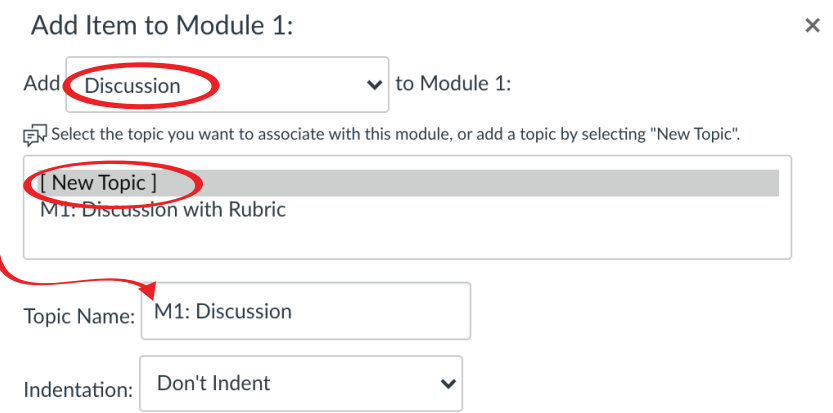 Add Item to Module 1:
Add Discussion to Module 1:
Select the topic you want to associate with this module, or add a topic by selecting "New Topic".
[ New Topic ]
M1: Discussion with Rubric
Topic Name: M1: Discussion
Indentation: Don't Indent